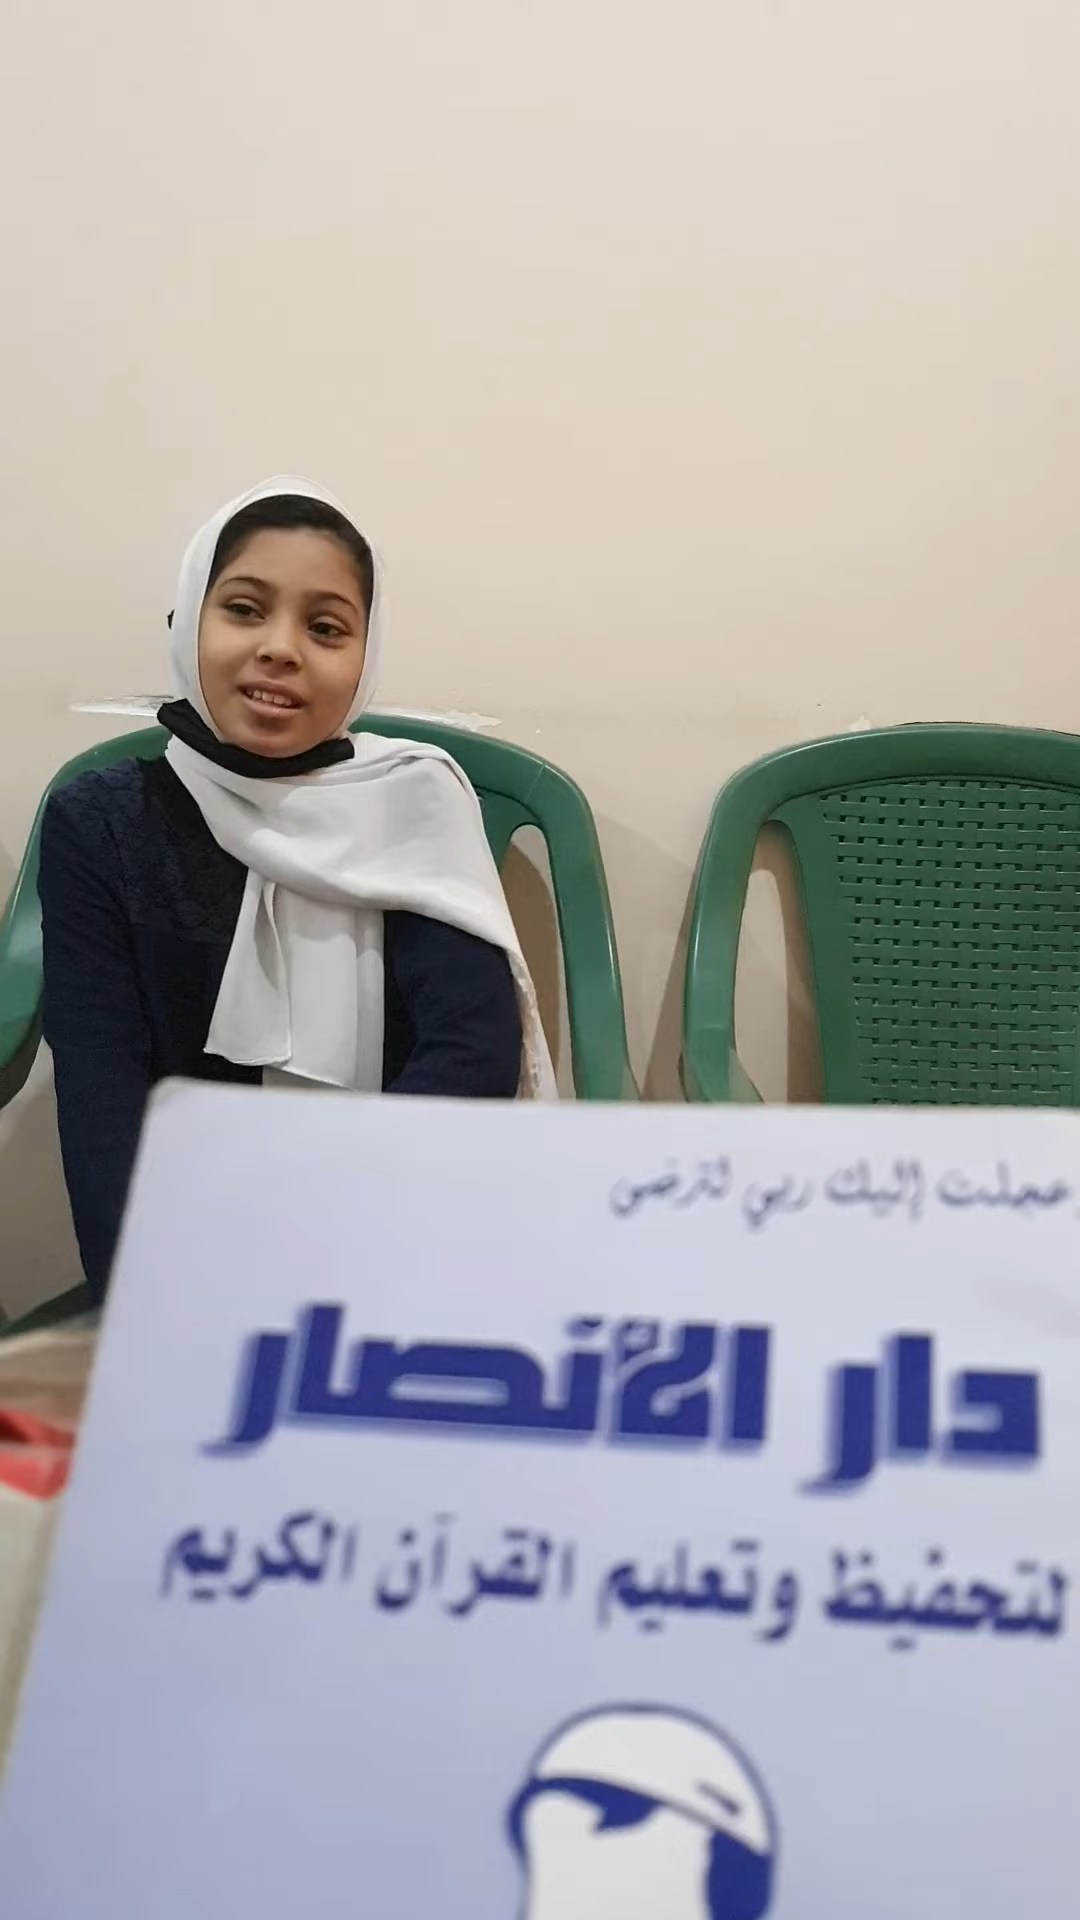 وعجلت إليك ربي لترضى
دار الأنصار
لتحفيظ وتعليم القرآن الكريم